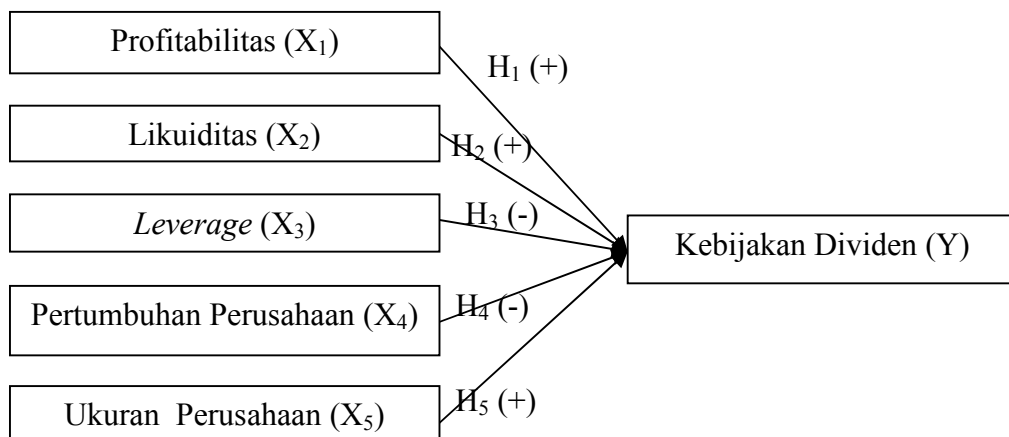 Profitabilitas (X₁)
H₁ (+)
Likuiditas (X₂)
H₂ (+)
Leverage (X₃)
H₃ (-)
Kebijakan Dividen (Y)
Pertumbuhan Perusahaan (X₄)
H₄ (-)
Ukuran Perusahaan (X₅)
H₅ (+)